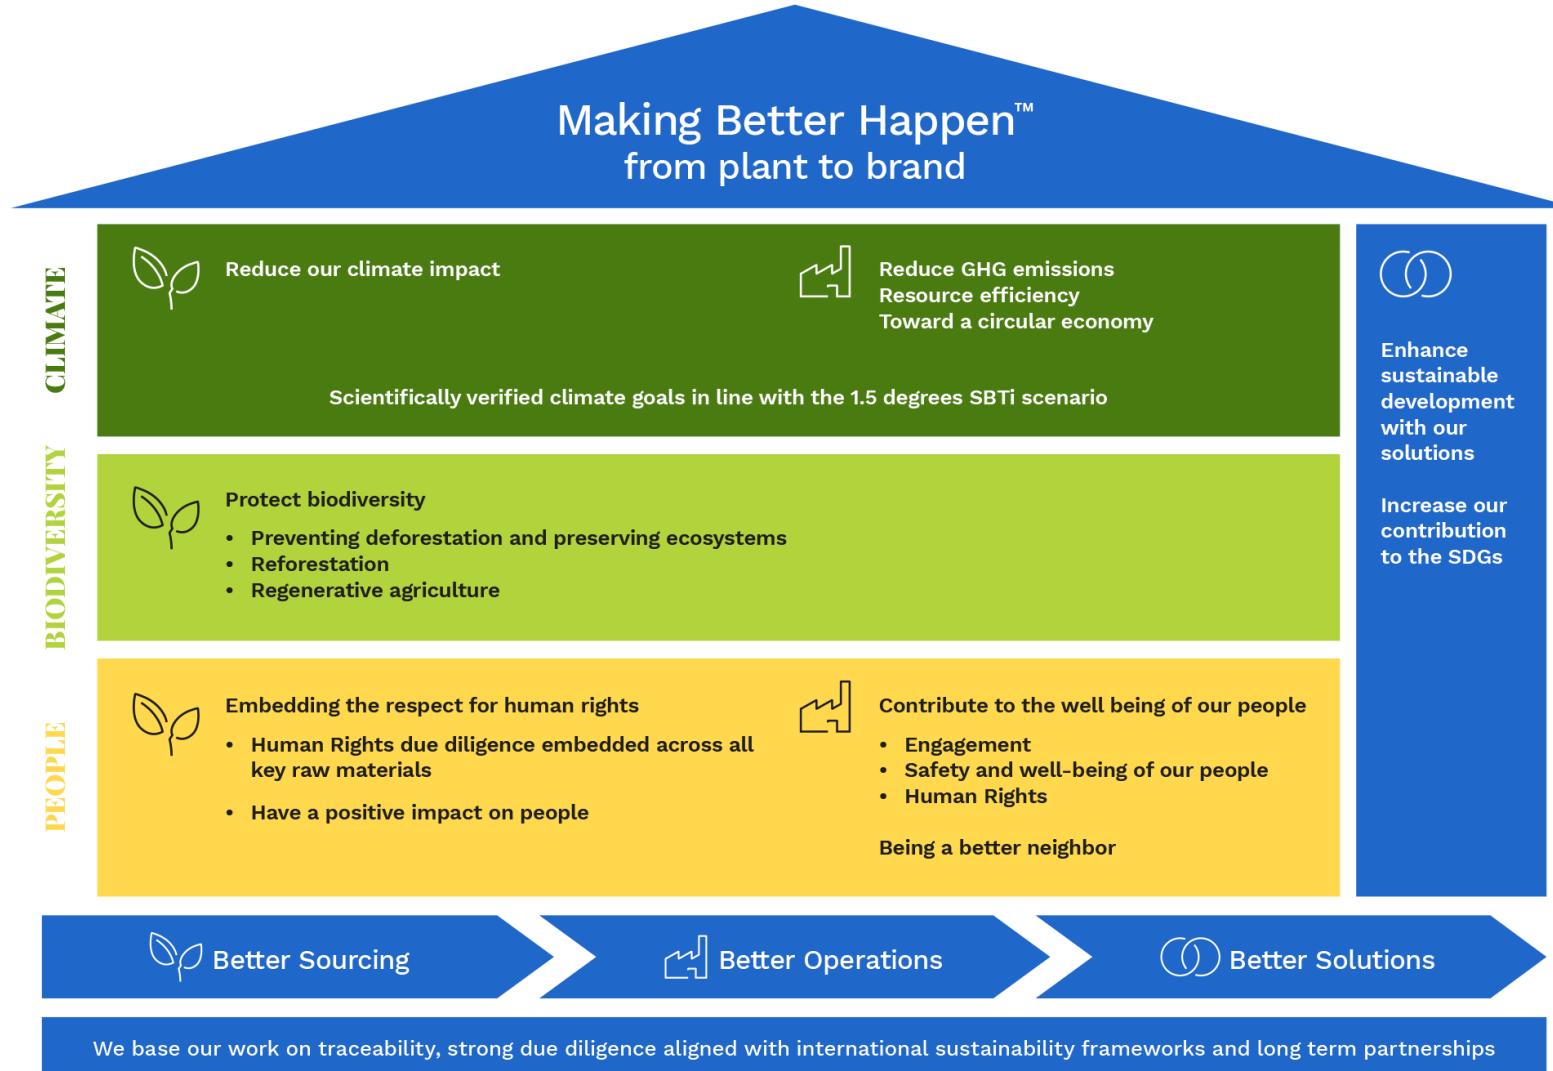 Making Better Happen™
from plant to brand
CLIMATE
Reduce our climate impact
Reduce GHG emissions
Resource efficiency
Toward a circular economy
Scientifically verified climate goals in line with the 1.5 degrees SBTi scenario
BIODIVERSITY
Protect biodiversity
• Preventing deforestation and preserving ecosystems
• Reforestation
• Regenerative agriculture
PEOPLE
Embedding the respect for human rights
• Human Rights due diligence embedded across all
key raw materials
• Have a positive impact on people
Contribute to the well being of our people
• Engagement
• Safety and well-being of our people
• Human Rights
Being a better neighbor
Enhance
sustainable
development
with our
solutions
Increase our
contribution
to the SDGs
Better Sourcing
Better Operations
Better Solutions
We base our work on traceability, strong due diligence aligned with international sustainability frameworks and long term partnerships